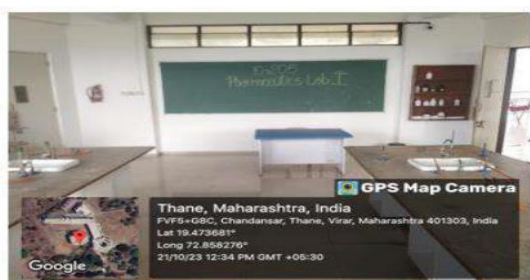 D-205
Pharmaceutics Lab-I
GPS Map Camera
Thane, Maharashtra, India
FVF5+G8C, Chandansar, Thane, Virar, Maharashtra 401303, India
Lat 19.473681°
Long 72.858276°
21/10/23 12:34 PM GMT +05:30
Google